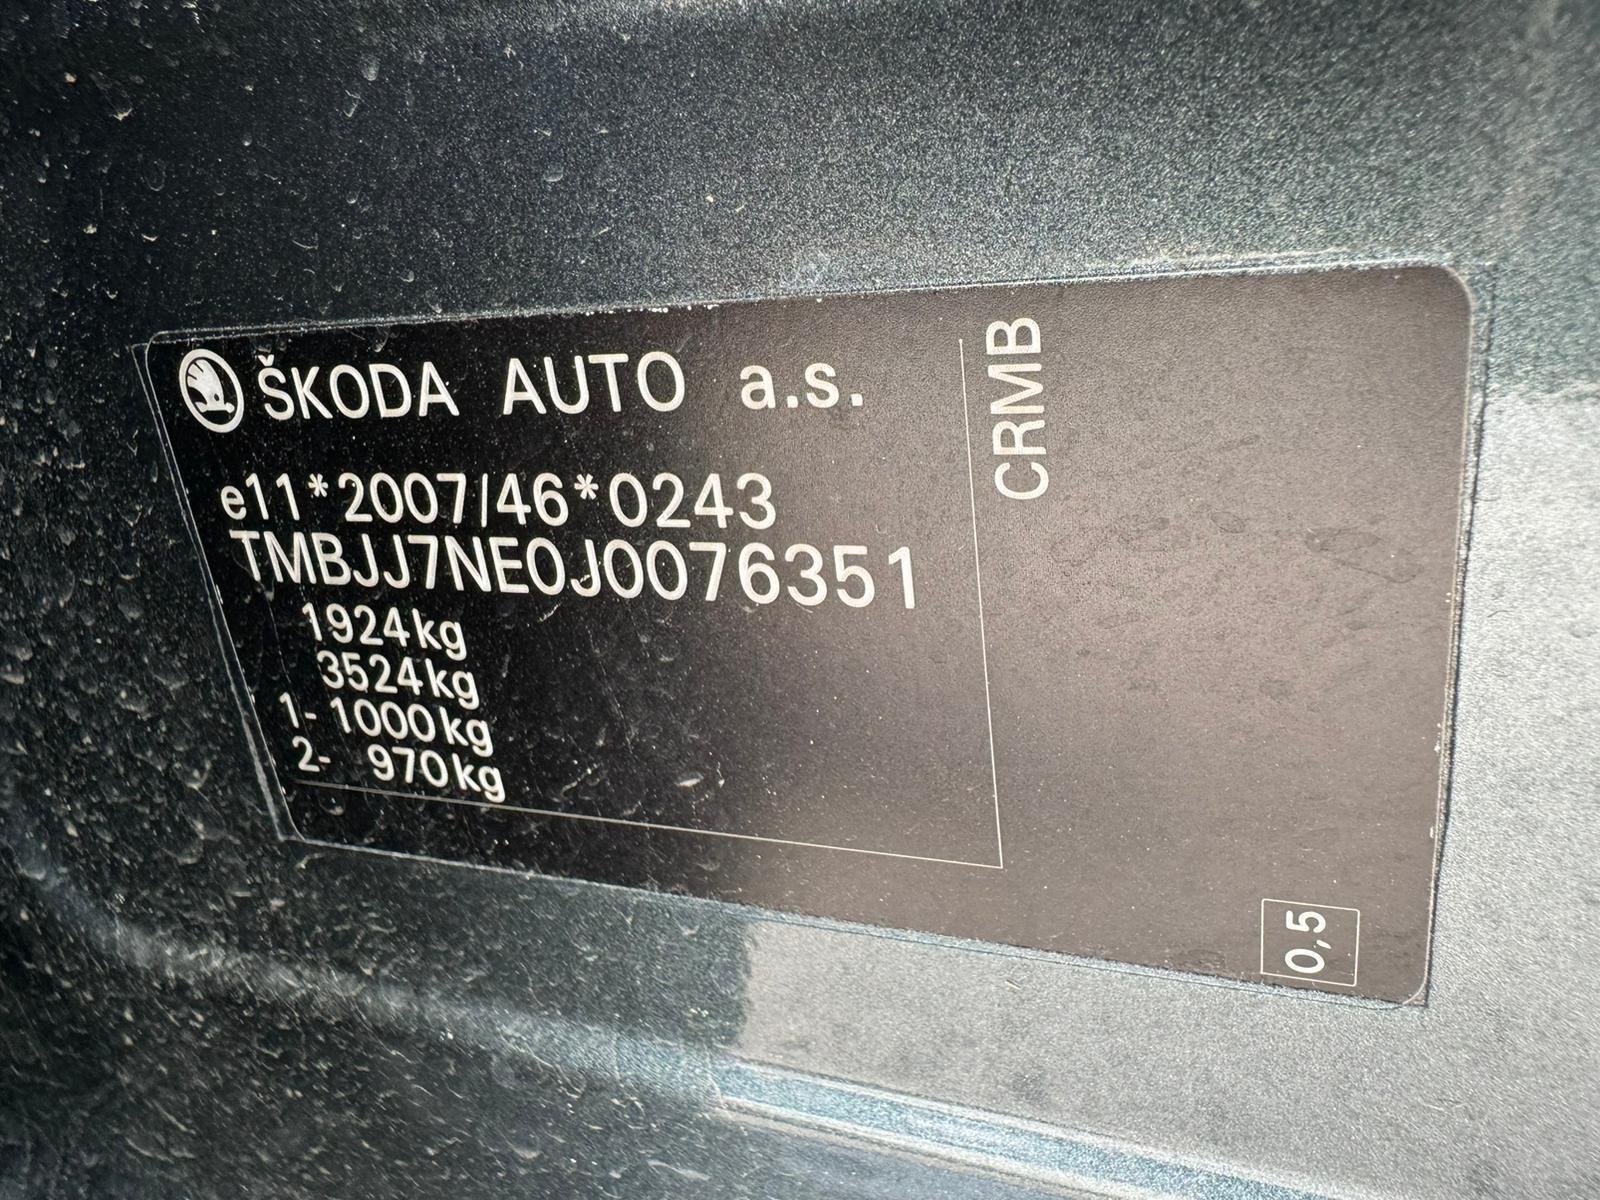 ŠKODA AUTO a.s.
e11*2007/46*0243
TMBJJ7NE0J0076351
1924kg
3524kg
1- 1000kg
2- 970kg
CRMB
0,5